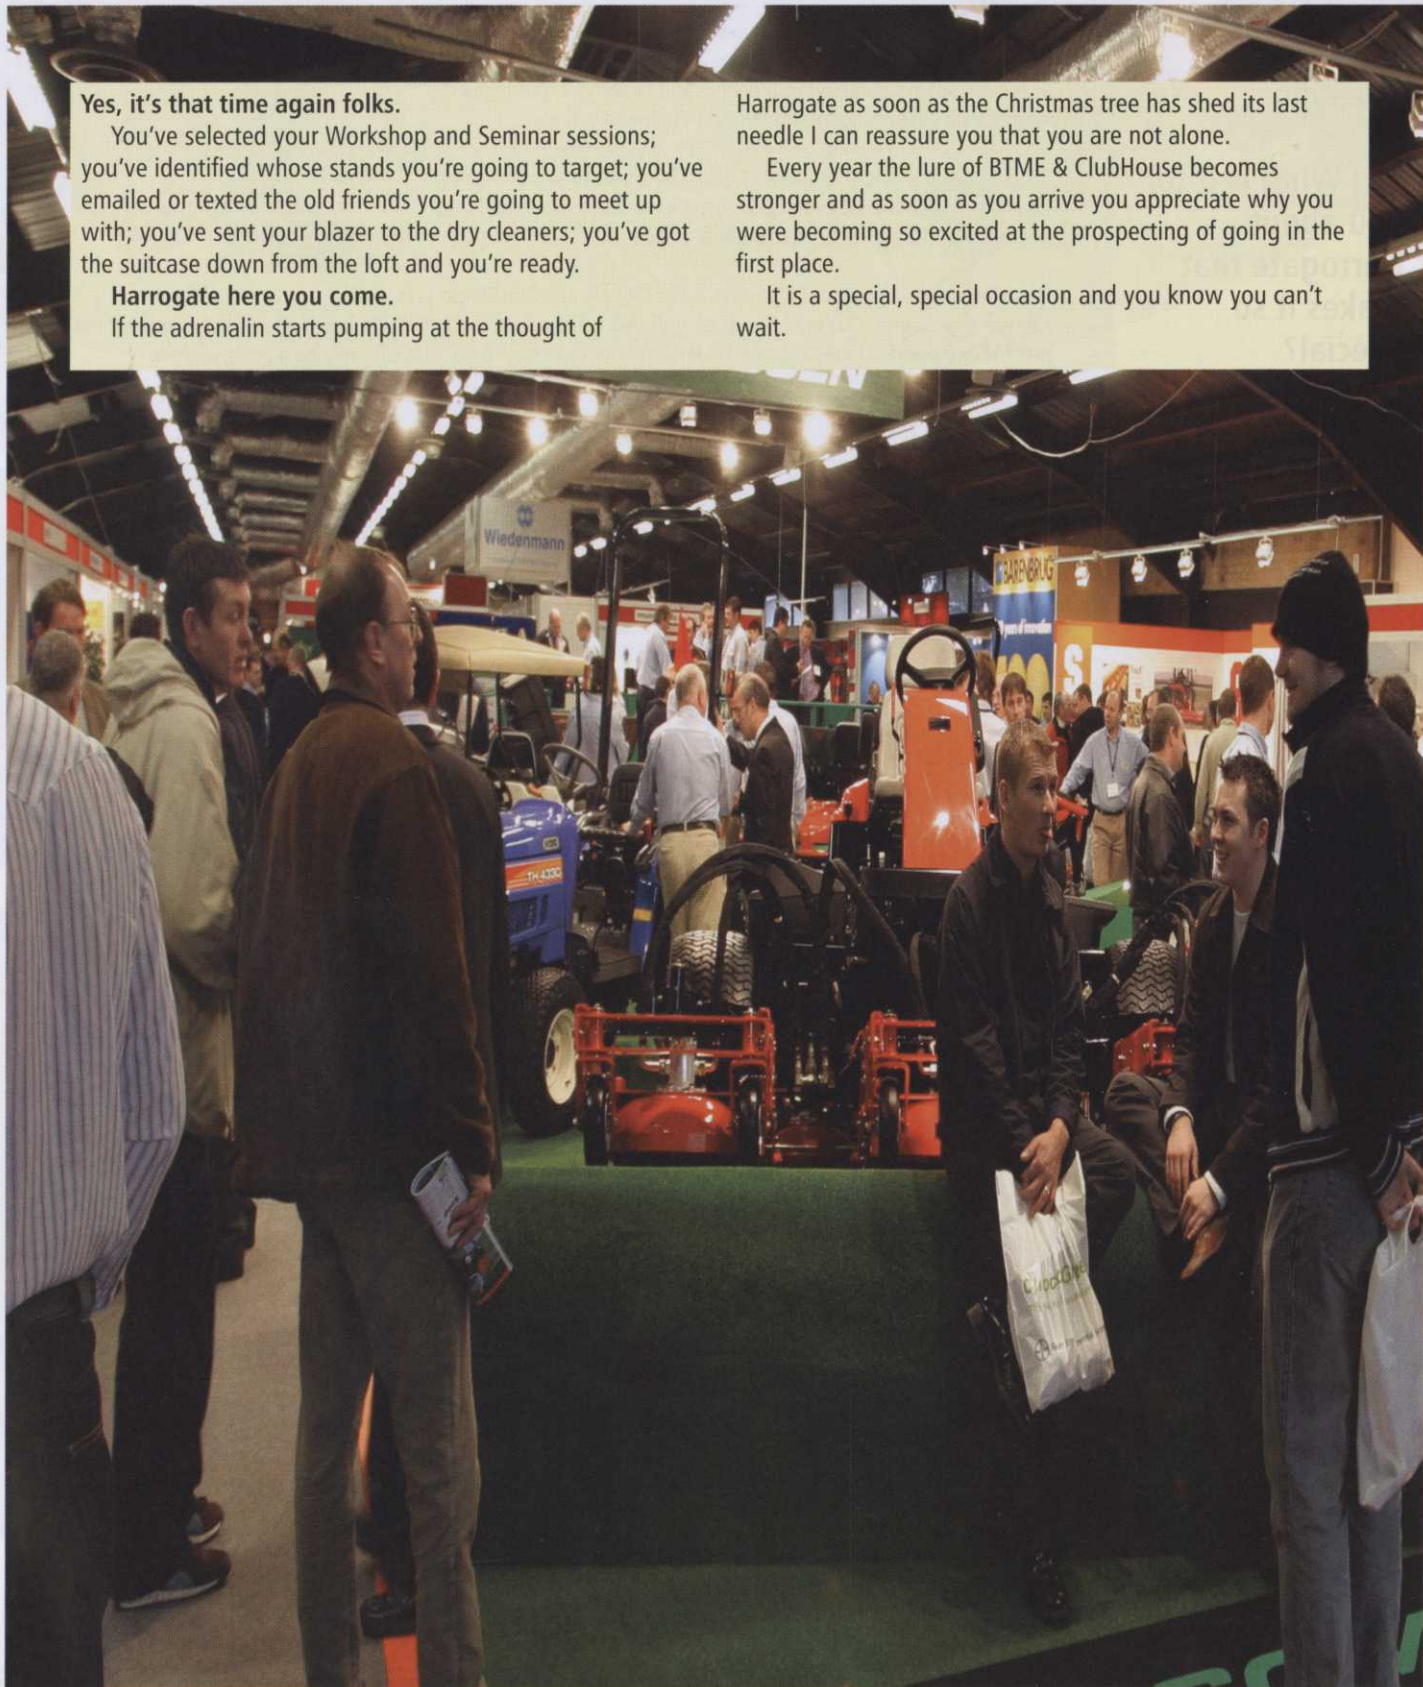 Yes, it's that time again folks.
You've selected your Workshop and Seminar sessions;
you've identified whose stands you're going to target; you've
emailed or texted the old friends you're going to meet up
with; you've sent your blazer to the dry cleaners; you've got
the suitcase down from the loft and you're ready.
Harrogate here you come.
If the adrenalin starts pumping at the thought of
Harrogate as soon as the Christmas tree has shed its last
needle I can reassure you that you are not alone.
Every year the lure of BTME & ClubHouse becomes
stronger and as soon as you arrive you appreciate why you
were becoming so excited at the prospecting of going in the
first place.
It is a special, special occasion and you know you can't
wait.
Wiedenmann
BARENBRUG
years of innovation
TH 4330